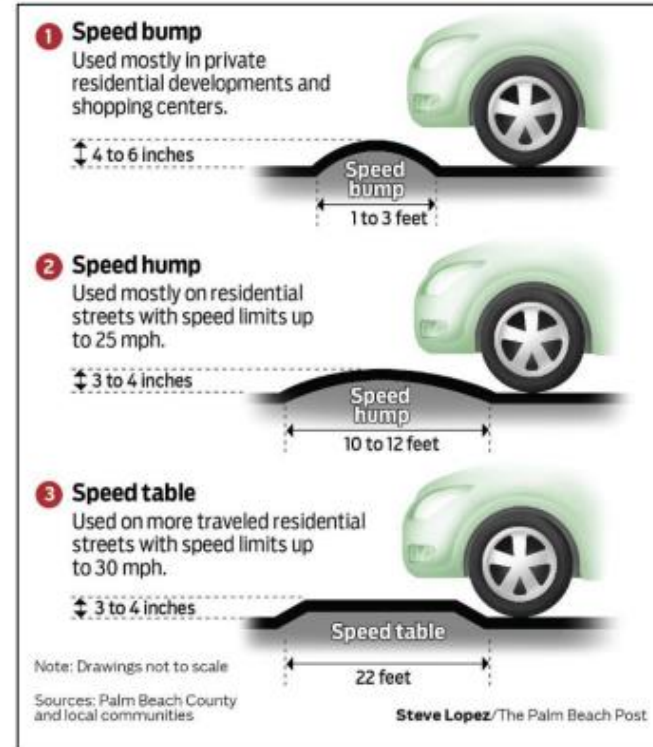 1 Speed bump
Used mostly in private
residential developments and
shopping centers.
4 to 6 inches
Speed
bump
1 to 3 feet
2 Speed hump
Used mostly on residential
streets with speed limits up
to 25 mph.
3 to 4 inches
Speed
hump
10 to 12 feet
3 Speed table
Used on more traveled residential
streets with speed limits up
to 30 mph.
3 to 4 inches
Speed table
22 feet
Note: Drawings not to scale
Sources: Palm Beach County
and local communities
Steve Lopez/The Palm Beach Post